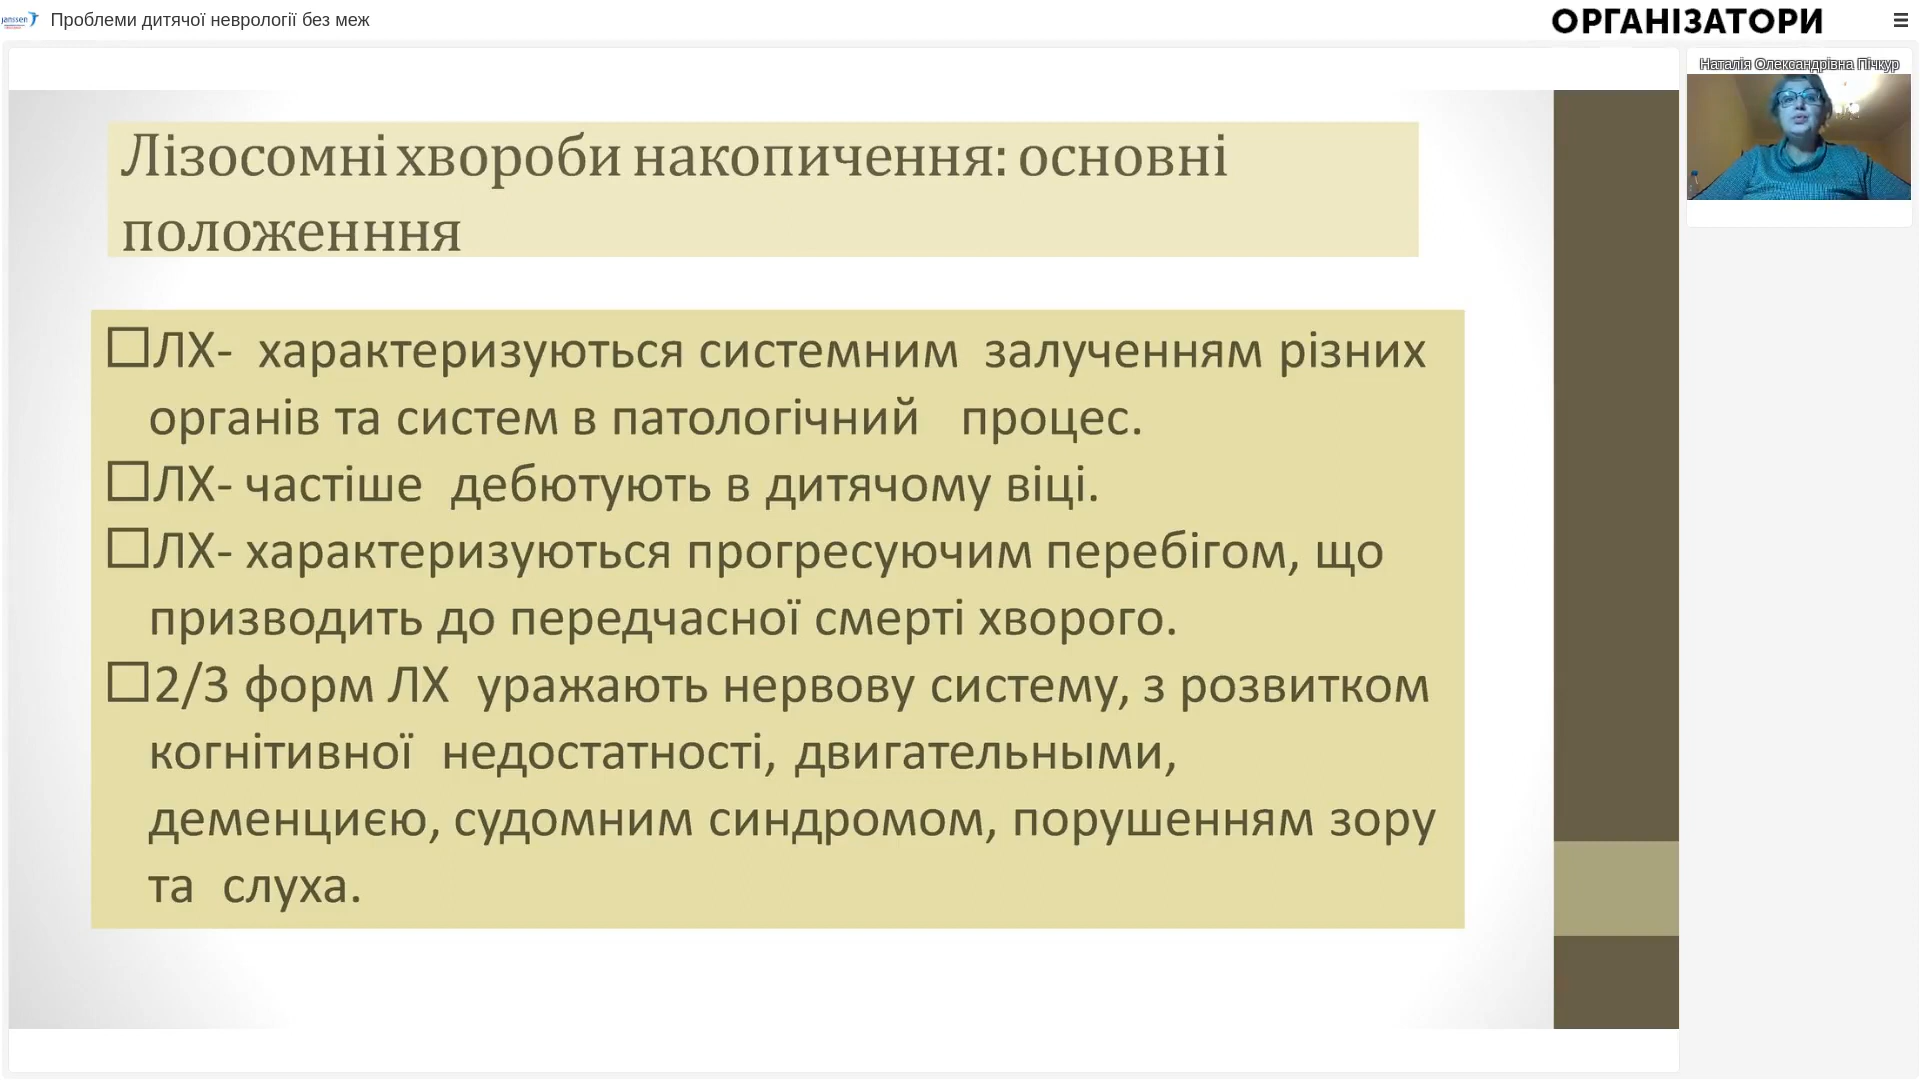 janssen
Проблеми дитячої неврології без меж
ОРГАНІЗАТОРИ
Наталія Олександрівна Пічкур
Лізосомні хвороби накопичення: основні
положенння
ЛХ- характеризуються системним залученням різних
органів та систем в патологічний процес.
ЛХ- частіше дебютують в дитячому віці.
ЛХ- характеризуються прогресуючим перебігом, що
призводить до передчасної смерті хворого.
2/3 форм ЛХ уражають нервову систему, з розвитком
когнітивної недостатності, двигательными,
деменцією, судомним синдромом, порушенням зору
та слуха.